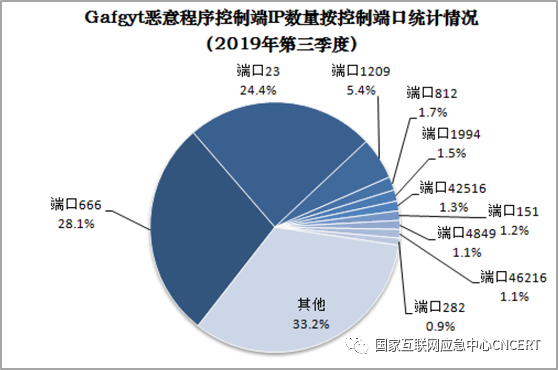 Gafgyt恶意程序控制端IP数量按控制端口统计情况
（2019年第三季度）
端口23
24.4%
端口1209
5.4%
端口812
1.7%
端口1994
1.5%
端口42516
1.3%
端口151
1.2%
端口4849
1.1%
端口46216
1.1%
端口282
0.9%
其他
33.2%
端口666
28.1%
国家互联网应急中心CNCERT